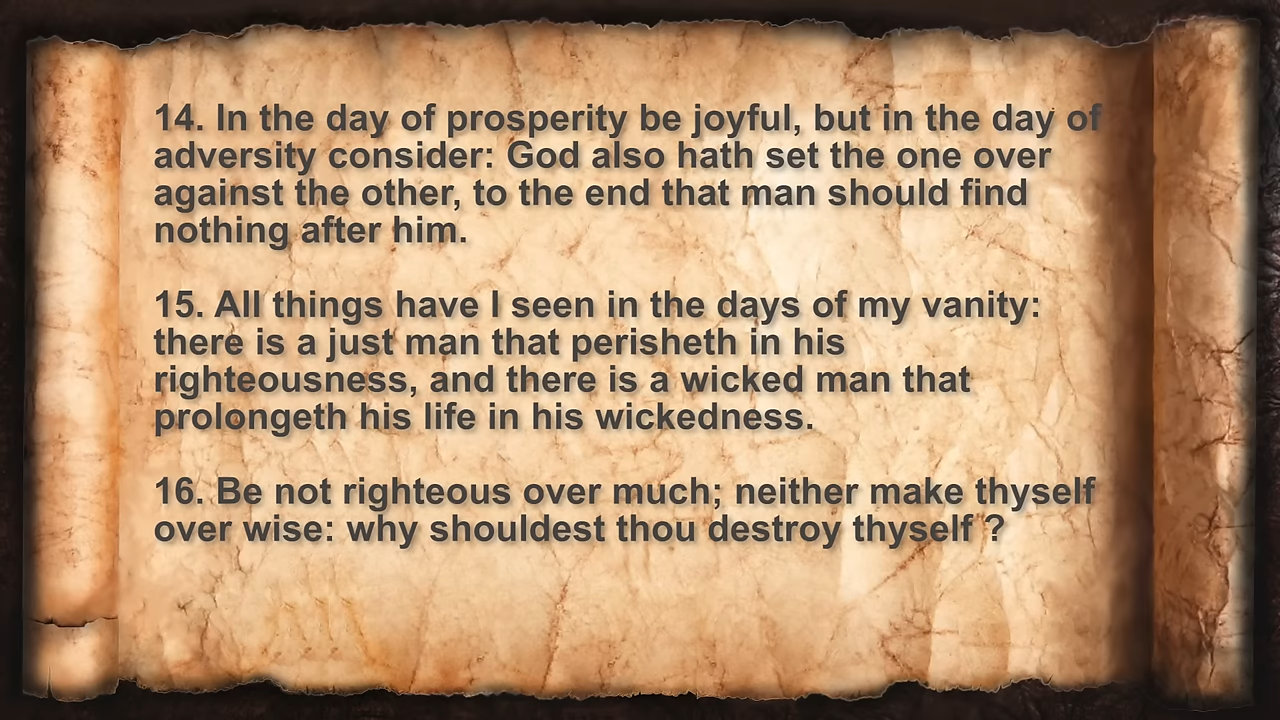 14. In the day of prosperity be joyful, but in the day of
adversity consider: God also hath set the one over
against the other, to the end that man should find
nothing after him.
15. All things have I seen in the days of my vanity:
there is a just man that perisheth in his
righteousness, and there is a wicked man that
prolongeth his life in his wickedness.
16. Be not righteous over much; neither make thyself
over wise: why shouldest thou destroy thyself ?